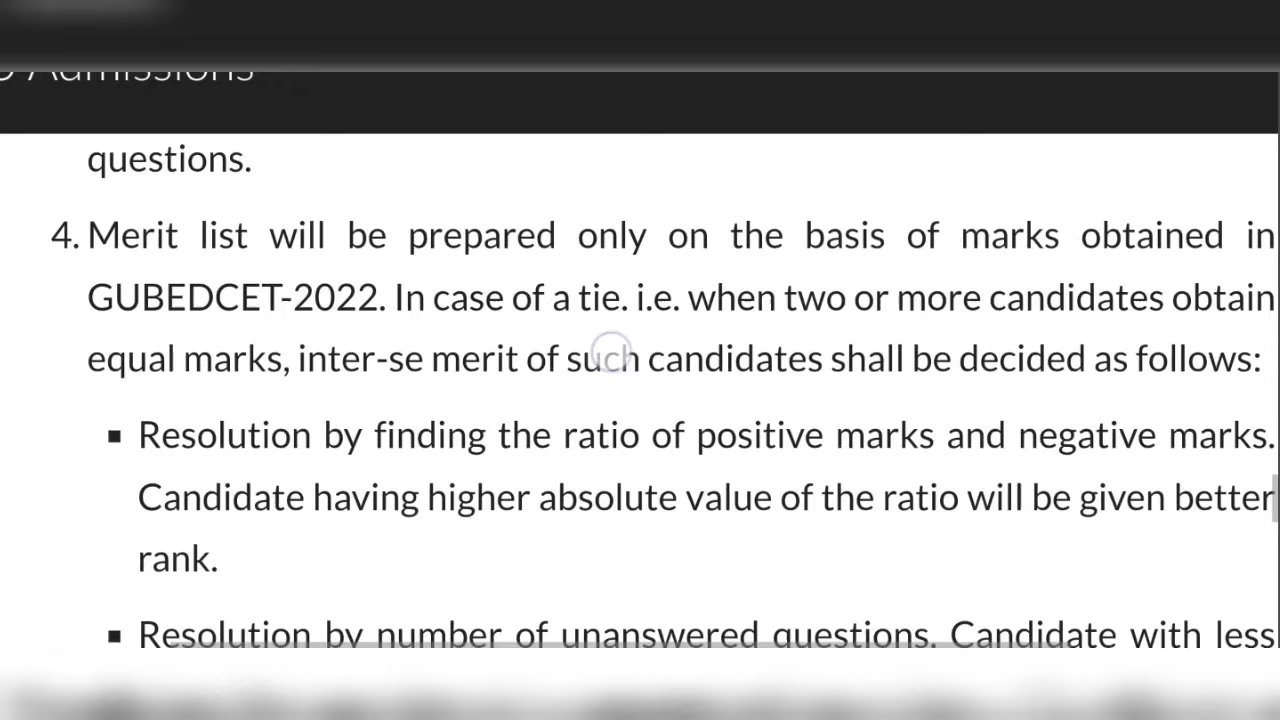 Admissions
questions.
4. Merit list will be prepared only on the basis of marks obtained in
GUBEDCET-2022. In case of a tie. i.e. when two or more candidates obtain
equal marks, inter-se merit of such candidates shall be decided as follows:
▪ Resolution by finding the ratio of positive marks and negative marks.
Candidate having higher absolute value of the ratio will be given better
rank.
▪ Resolution by number of unanswered questions. Candidate with less